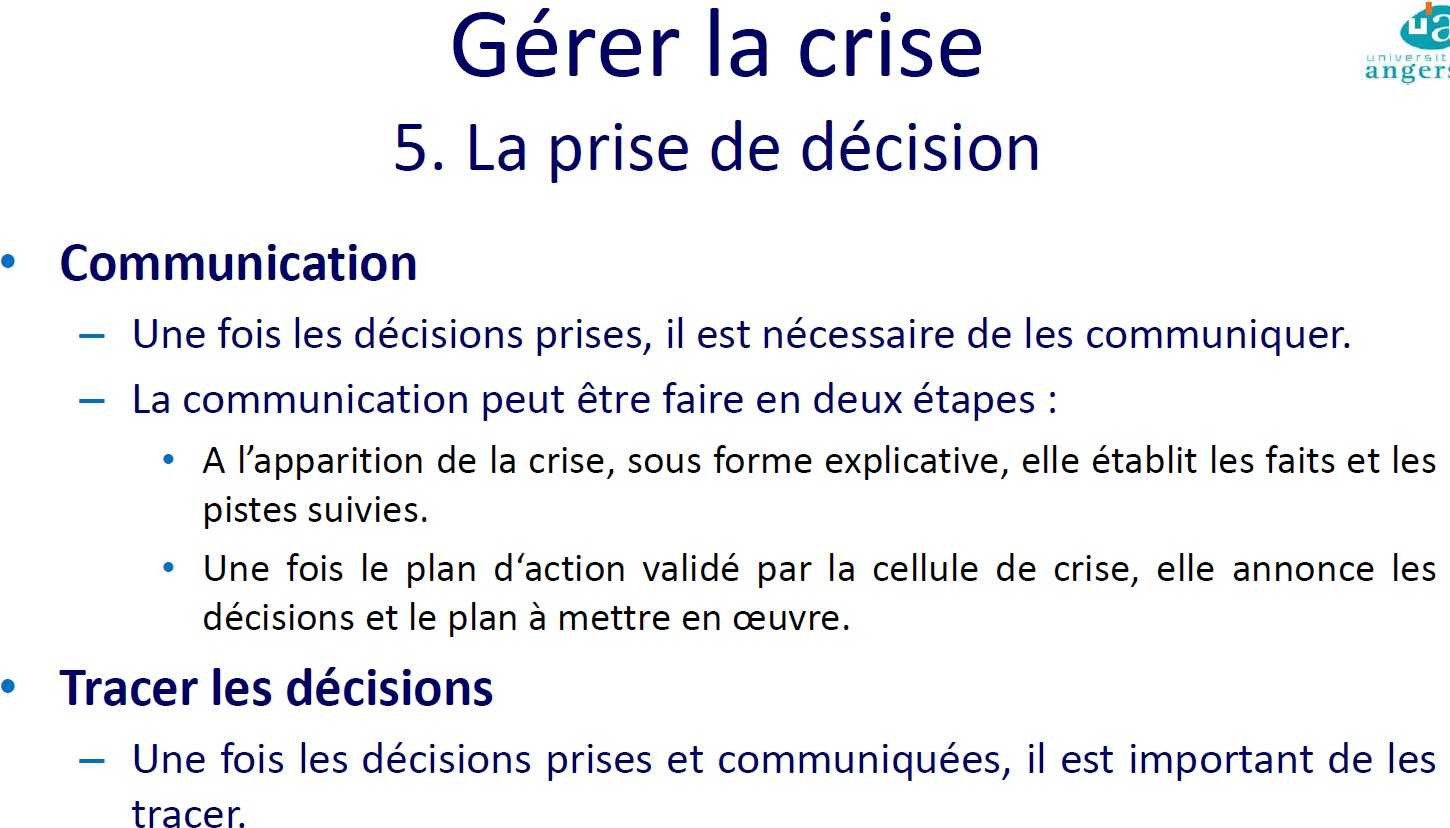 Gérer la crise
5. La prise de décision
• Communication
– Une fois les décisions prises, il est nécessaire de les communiquer.
– La communication peut être faire en deux étapes :
• A l’apparition de la crise, sous forme explicative, elle établit les faits et les
pistes suivies.
• Une fois le plan d‘action validé par la cellule de crise, elle annonce les
décisions et le plan à mettre en œuvre.
• Tracer les décisions
– Une fois les décisions prises et communiquées, il est important de les
tracer.
ua
universit
angers